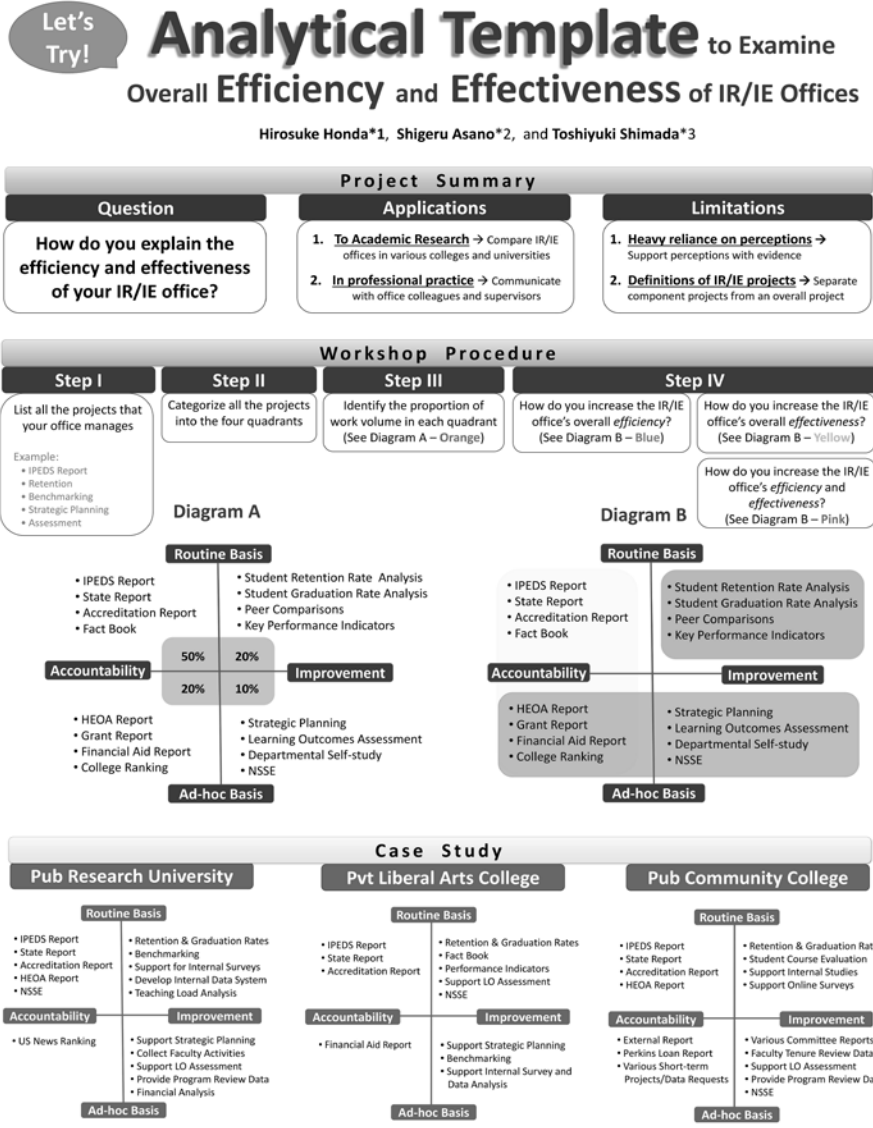 Let's
Try!
Analytical Template to Examine
Overall Efficiency and Effectiveness of IR/IE Offices
Hirosuke Honda*1, Shigeru Asano*2, and Toshiyuki Shimada*3
Project Summary
Question
How do you explain the
efficiency and effectiveness
of your IR/IE office?
Applications
1. To Academic Research → Compare IR/IE
offices in various colleges and universities
2. In professional practice → Communicate
with office colleagues and supervisors
Limitations
1. Heavy reliance on perceptions →
Support perceptions with evidence
2. Definitions of IR/IE projects → Separate
component projects from an overall project
Workshop Procedure
Step I
List all the projects that
your office manages
Example:
• IPEDS Report
• Retention
• Benchmarking
• Strategic Planning
• Assessment
Step II
Categorize all the projects
into the four quadrants
Step III
Identify the proportion of
work volume in each quadrant
(See Diagram A – Orange)
Step IV
How do you increase the IR/IE
office's overall efficiency?
(See Diagram B – Blue)
How do you increase the IR/IE
office's overall effectiveness?
(See Diagram B – Yellow)
How do you increase the IR/IE
office's efficiency and
effectiveness?
(See Diagram B – Pink)
Diagram A
Routine Basis
• IPEDS Report
• State Report
• Accreditation Report
• Fact Book
• Student Retention Rate Analysis
• Student Graduation Rate Analysis
• Peer Comparisons
• Key Performance Indicators
50% 20%
Accountability
Improvement
20% 10%
• HEOA Report
• Grant Report
• Financial Aid Report
• College Ranking
• Strategic Planning
• Learning Outcomes Assessment
• Departmental Self-study
• NSSE
Ad-hoc Basis
Diagram B
Routine Basis
• IPEDS Report
• State Report
• Accreditation Report
• Fact Book
• Student Retention Rate Analysis
• Student Graduation Rate Analysis
• Peer Comparisons
• Key Performance Indicators
Accountability
Improvement
• HEOA Report
• Grant Report
• Financial Aid Report
• College Ranking
• Strategic Planning
• Learning Outcomes Assessment
• Departmental Self-study
• NSSE
Ad-hoc Basis
Case Study
Pub Research University
Routine Basis
• IPEDS Report
• State Report
• Accreditation Report
• HEOA Report
• NSSE
• Retention & Graduation Rates
• Benchmarking
• Support for Internal Surveys
• Develop Internal Data System
• Teaching Load Analysis
Accountability
Improvement
• US News Ranking
• Support Strategic Planning
• Collect Faculty Activities
• Support LO Assessment
• Provide Program Review Data
• Financial Analysis
Ad-hoc Basis
Pvt Liberal Arts College
Routine Basis
• IPEDS Report
• State Report
• Accreditation Report
• Retention & Graduation Rates
• Fact Book
• Performance Indicators
• Support LO Assessment
• NSSE
Accountability
Improvement
• Financial Aid Report
• Support Strategic Planning
• Benchmarking
• Support Internal Survey and
Data Analysis
Ad-hoc Basis
Pub Community College
Routine Basis
• IPEDS Report
• State Report
• Accreditation Report
• HEOA Report
• Retention & Graduation Rat
• Student Course Evaluation
• Support Internal Studies
• Support Online Surveys
Accountability
Improvement
• External Report
• Perkins Loan Report
• Various Short-term
Projects/Data Requests
• Various Committee Reports
• Faculty Tenure Review Data
• Support LO Assessment
• Provide Program Review Da
• NSSE
Ad-hoc Basis